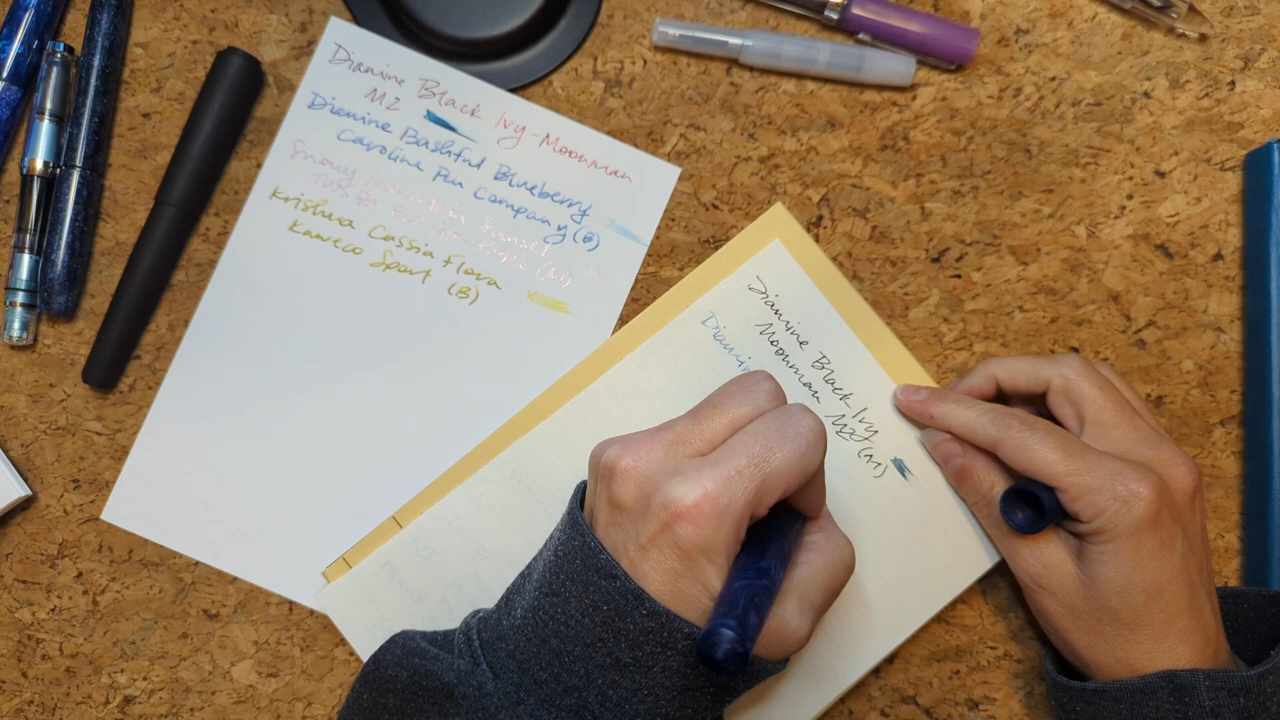 Diamine Black Ivy - Moonman
M2
Diamine Bashful Blueberry
Caroline Pen Company (B)
Snowy Mountain Sunset
TWSBI (M)
Krishna Cassia Flora
Kaweco Sport (B)
Diamine Black Ivy
Moonman M2 (M)
Diamin